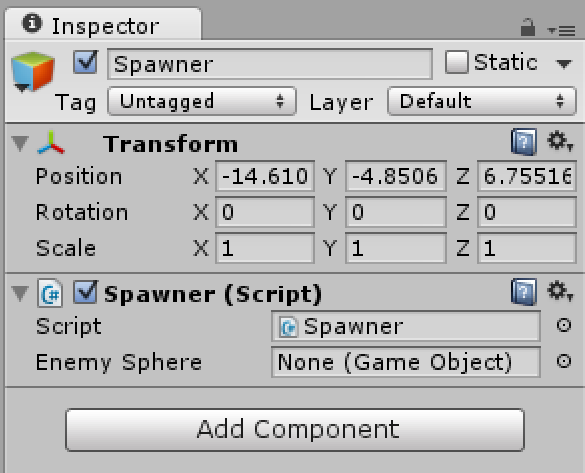 Inspector
Spawner Static
Tag Untagged Layer Default
Transform
Position X -14.610 Y -4.8506 Z 6.75516
Rotation X 0 Y 0 Z 0
Scale X 1 Y 1 Z 1
Spawner (Script)
Script Spawner
Enemy Sphere None (Game Object)
Add Component